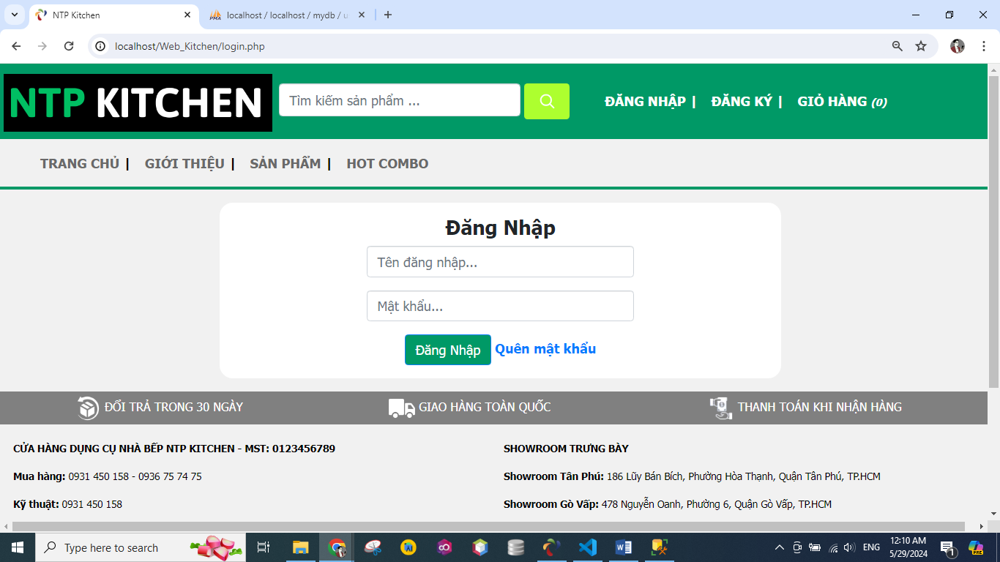 NTP Kitchen
localhost / localhost / mydb / u
localhost/Web_Kitchen/login.php
NTP KITCHEN
Tìm kiếm sản phẩm ...
ĐĂNG NHẬP | ĐĂNG KÝ | GIỎ HÀNG (0)
TRANG CHỦ | GIỚI THIỆU | SẢN PHẨM | HOT COMBO
Đăng Nhập
Tên đăng nhập...
Mật khẩu...
Đăng Nhập Quên mật khẩu
ĐỔI TRẢ TRONG 30 NGÀY GIAO HÀNG TOÀN QUỐC THANH TOÁN KHI NHẬN HÀNG
CỬA HÀNG DỤNG CỤ NHÀ BẾP NTP KITCHEN - MST: 0123456789
Mua hàng: 0931 450 158 - 0936 75 74 75
Kỹ thuật: 0931 450 158
SHOWROOM TRƯNG BÀY
Showroom Tân Phú: 186 Lũy Bán Bích, Phường Hòa Thạnh, Quận Tân Phú, TP.HCM
Showroom Gò Vấp: 478 Nguyễn Oanh, Phường 6, Quận Gò Vấp, TP.HCM
Type here to search
ENG
12:10 AM
5/29/2024
1